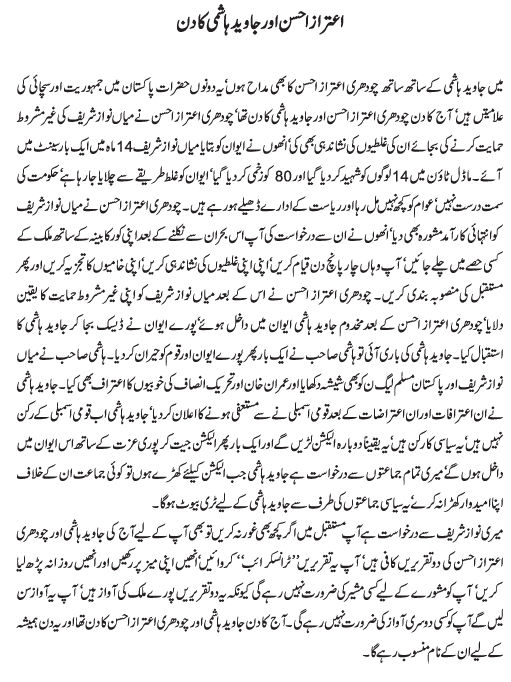 اعتزاز احسن اور جاوید ہاشمی کا دن
میں جاوید ہاشمی کے ساتھ ساتھ چودھری اعتزاز احسن کا بھی مداح ہوں‘ یہ دونوں حضرات پاکستان میں جمہوریت اور سچائی کی
علامتیں ہیں‘ آج کا دن چودھری اعتزاز احسن اور جاوید ہاشمی کا دن تھا‘ چودھری اعتزاز احسن نے میاں نواز شریف کی غیر مشروط
حمایت کرنے کی بجائے ان کی غلطیوں کی نشاندہی بھی کی‘ انھوں نے ایوان کو بتایا میاں نواز شریف 14 ماہ میں ایک بار سینٹ میں
آئے۔ ماڈل ٹاؤن میں 14 لوگوں کو شہید کر دیا گیا اور 80 کو زخمی کر دیا گیا‘ ایوان کو غلط طریقے سے چلایا جا رہا ہے‘ حکومت کی
سمت درست نہیں‘ عوام کو کچھ نہیں مل رہا اور ریاست کے ادارے ڈھیلے ہو رہے ہیں۔ چودھری اعتزاز احسن نے میاں نواز شریف
کو انتہائی کارآمد مشورہ بھی دیا‘ انھوں نے ان سے درخواست کی آپ اس بحران سے نکلنے کے بعد اپنی کور کابینہ کے ساتھ ملک کے
کسی حصے میں چلے جائیں‘ آپ وہاں چار پانچ دن قیام کریں‘ اپنی اپنی غلطیوں کی نشاندہی کریں‘ اپنی خامیوں کا تجزیہ کریں اور پھر
مستقبل کی منصوبہ بندی کریں۔ چودھری اعتزاز احسن نے اس کے بعد میاں نواز شریف کو اپنی غیر مشروط حمایت کا یقین
دلایا‘ چودھری اعتزاز احسن کے بعد مخدوم جاوید ہاشمی ایوان میں داخل ہوئے‘ پورے ایوان نے ڈیسک بجا کر جاوید ہاشمی کا
استقبال کیا۔ جاوید ہاشمی کی باری آئی تو ہاشمی صاحب نے ایک بار پھر پورے ایوان اور قوم کو حیران کر دیا۔ ہاشمی صاحب نے میاں
نواز شریف اور پاکستان مسلم لیگ ن کو بھی شیشہ دکھایا اور عمران خان اور تحریک انصاف کی خوبیوں کا اعتراف بھی کیا۔ جاوید ہاشمی
نے ان اعترافات اور ان اعتراضات کے بعد قومی اسمبلی نے سے مستعفی ہونے کا اعلان کر دیا‘ جاوید ہاشمی اب قومی اسمبلی کے رکن
نہیں ہیں‘ یہ سیاسی کارکن ہیں‘ یہ یقیناً دوبارہ الیکشن لڑیں گے اور ایک بار پھر الیکشن جیت کر پوری عزت کے ساتھ اس ایوان میں
داخل ہوں گے‘ میری تمام جماعتوں سے درخواست ہے جاوید ہاشمی جب الیکشن کیلئے کھڑے ہوں تو کوئی جماعت ان کے خلاف
اپنا امیدوار کھڑا نہ کرے‘ یہ سیاسی جماعتوں کی طرف سے جاوید ہاشمی کے لیے ٹری بیوٹ ہو گا۔
میری نواز شریف سے درخواست ہے آپ مستقبل میں اگر کچھ بھی غور نہ کریں تو بھی آپ کے لیے آج کی جاوید ہاشمی اور چودھری
اعتزاز احسن کی دو تقریریں کافی ہیں‘ آپ یہ تقریریں ’’ٹرانسکرائب‘‘ کروائیں‘ انھیں اپنی میز پر رکھیں اور انھیں روزانہ پڑھ لیا
کریں‘ آپ کو مشورے کے لیے کسی مشیر کی ضرورت نہیں رہے گی کیونکہ یہ دو تقریریں پورے ملک کی آواز ہیں‘ آپ یہ آواز سن
لیں گے آپ کو کسی دوسری آواز کی ضرورت نہیں رہے گی۔ آج کا دن جاوید ہاشمی اور چودھری اعتزاز احسن کا دن تھا اور یہ دن ہمیشہ
کے لیے ان کے نام منسوب رہے گا۔